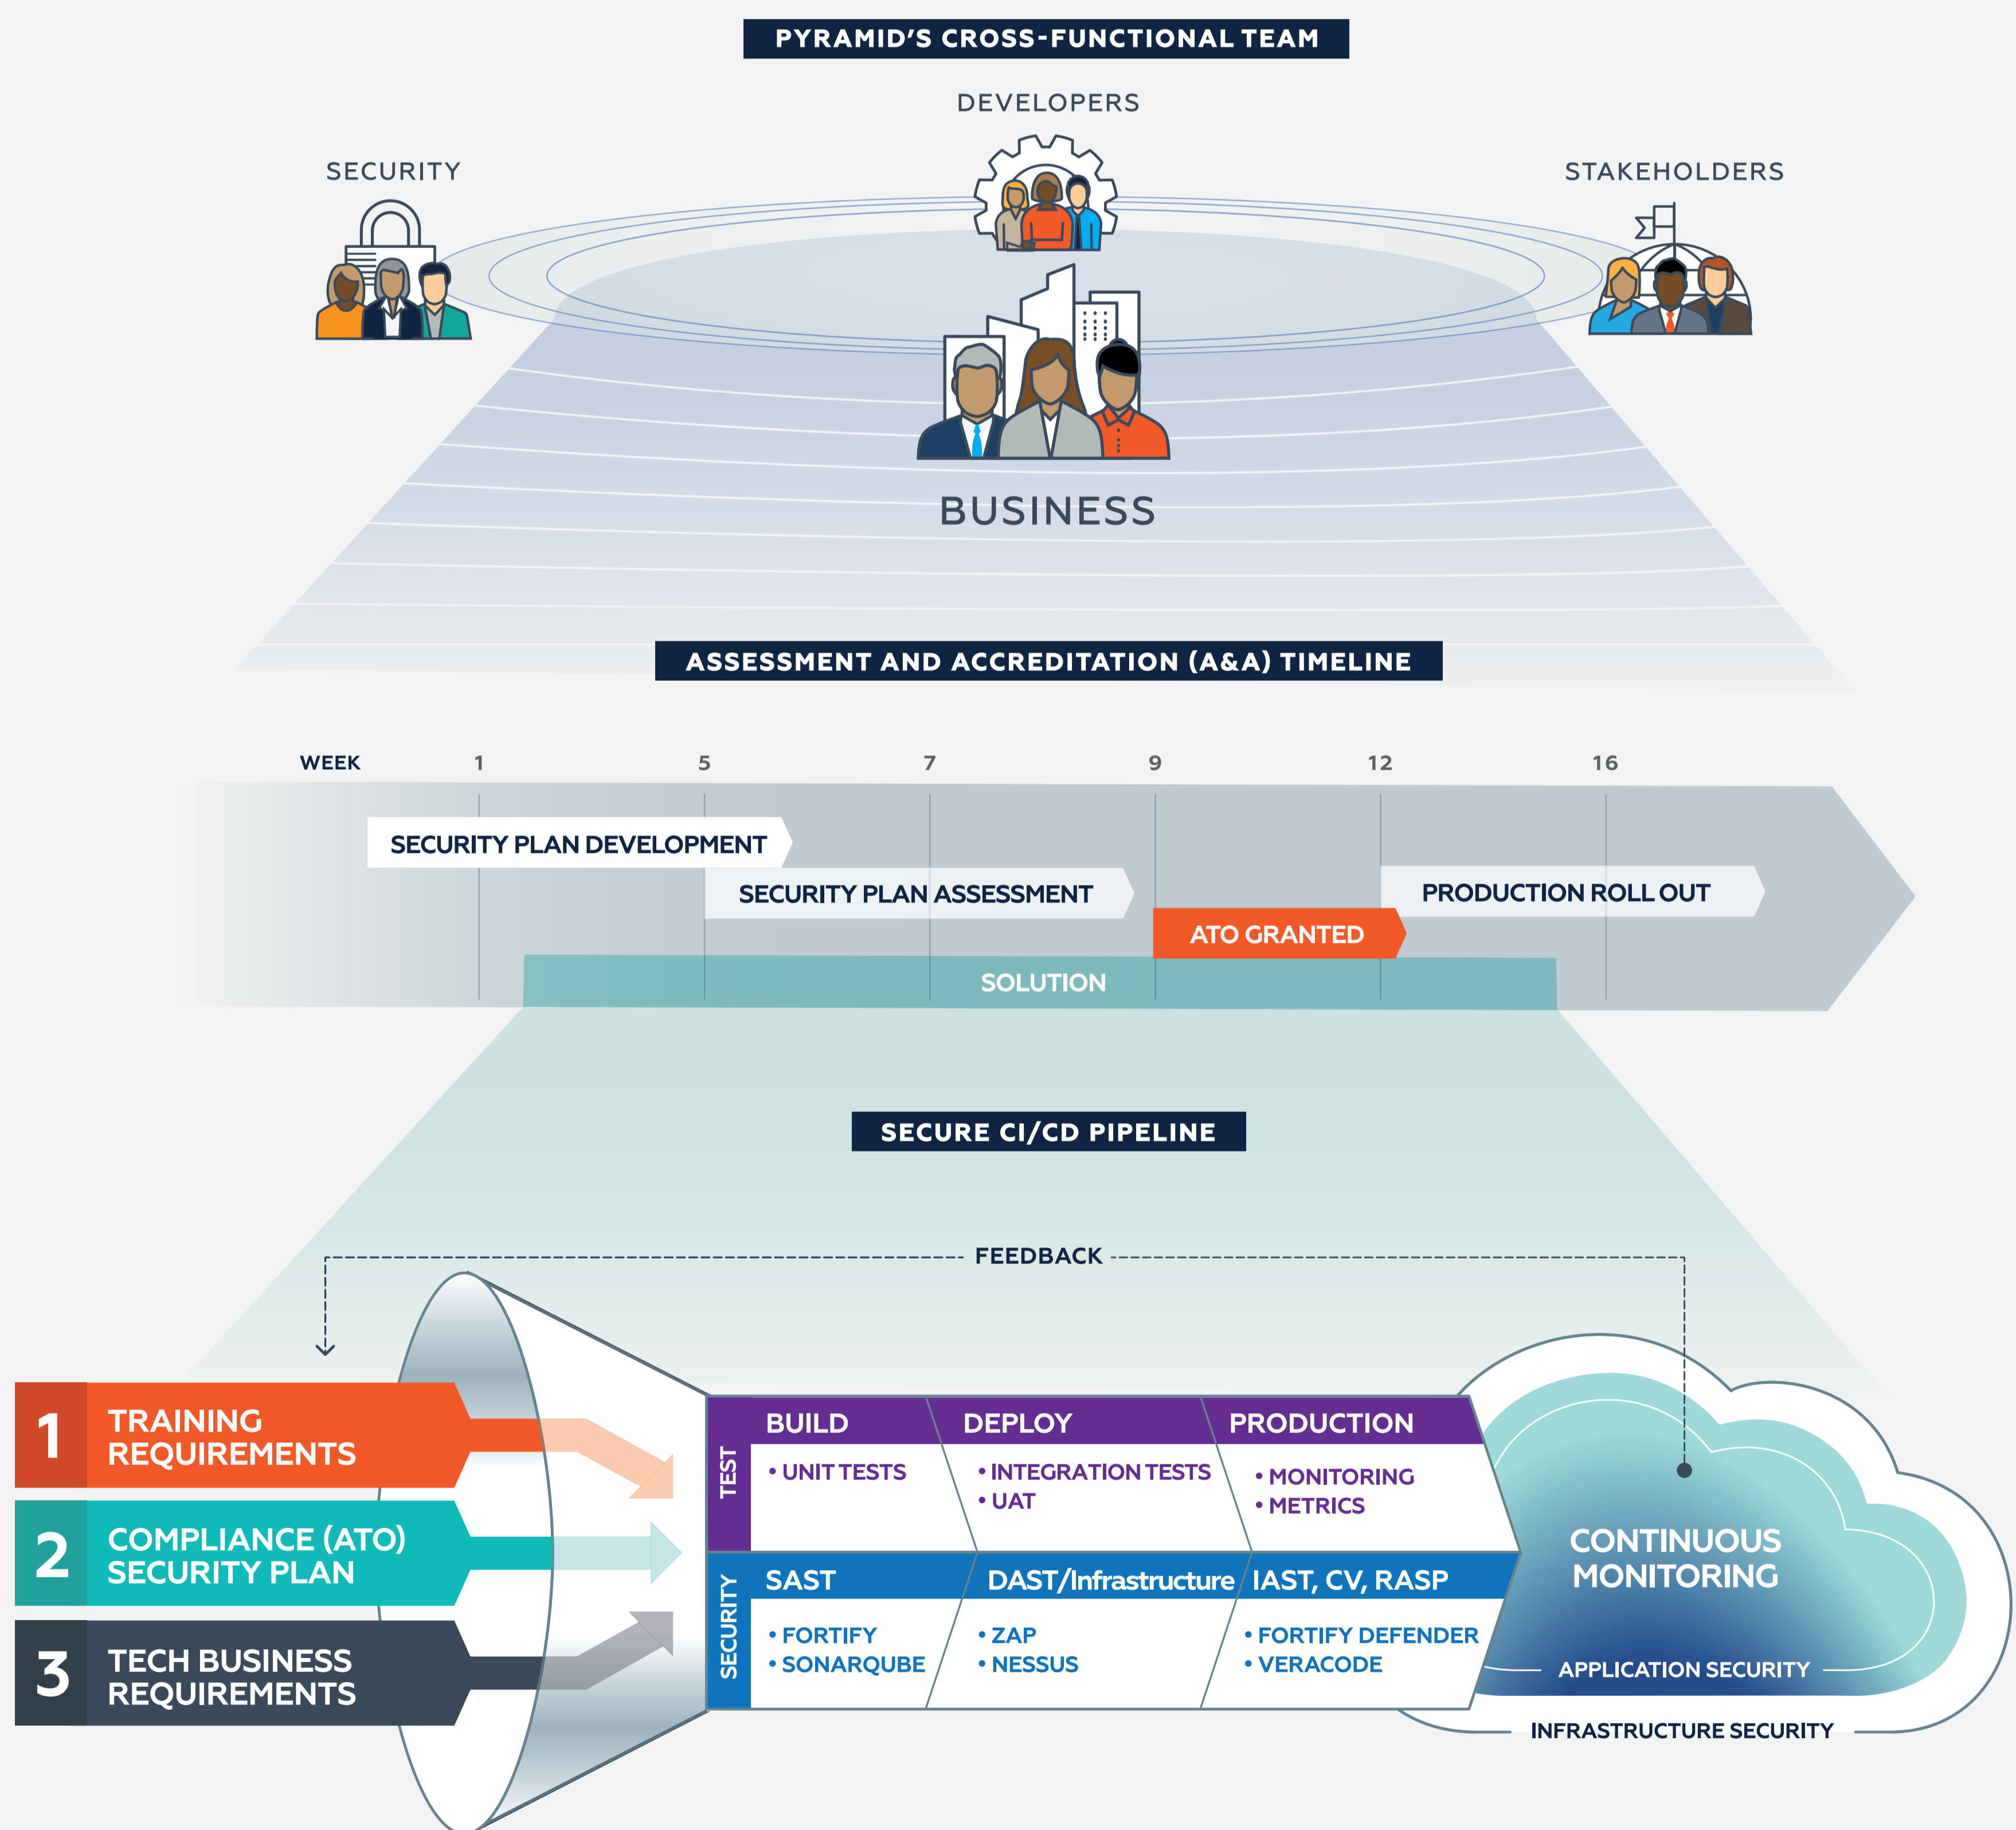 PYRAMID'S CROSS-FUNCTIONAL TEAM
DEVELOPERS
SECURITY
STAKEHOLDERS
BUSINESS
ASSESSMENT AND ACCREDITATION (A&A) TIMELINE
WEEK 1 5 7 9 12 16
SECURITY PLAN DEVELOPMENT
SECURITY PLAN ASSESSMENT
PRODUCTION ROLL OUT
ATO GRANTED
SOLUTION
SECURE CI/CD PIPELINE
FEEDBACK
1
TRAINING
REQUIREMENTS
2
COMPLIANCE (ATO)
SECURITY PLAN
3
TECH BUSINESS
REQUIREMENTS
TEST
BUILD
• UNIT TESTS
DEPLOY
• INTEGRATION TESTS
• UAT
PRODUCTION
• MONITORING
• METRICS
SECURITY
SAST
• FORTIFY
• SONARQUBE
DAST/Infrastructure
• ZAP
• NESSUS
IAST, CV, RASP
• FORTIFY DEFENDER
• VERACODE
CONTINUOUS
MONITORING
APPLICATION SECURITY
INFRASTRUCTURE SECURITY